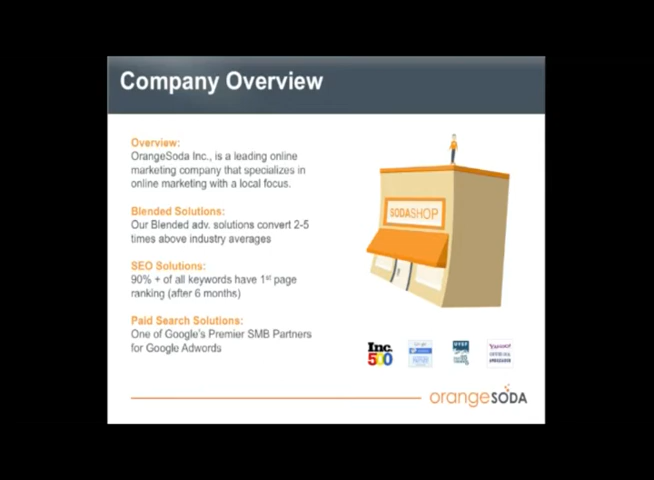 Company Overview
Overview:
OrangeSoda Inc., is a leading online
marketing company that specializes in
online marketing with a local focus.
Blended Solutions:
Our Blended adv. solutions convert 2-5
times above industry averages
SEO Solutions:
90% + of all keywords have 1st page
ranking (after 6 months)
Paid Search Solutions:
One of Google's Premier SMB Partners
for Google Adwords
SODASHOP
Inc.
500
Google
YAHOO!
AMBASSADOR
orangeSODA